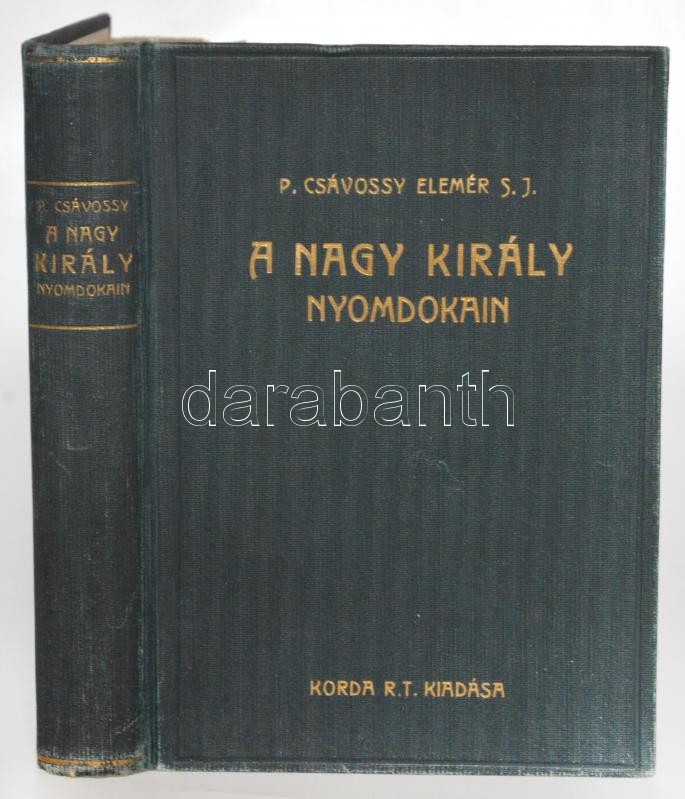 P. CSÁVOSSY
A NAGY
KIRÁLY
NYOMDOKAIN
P. CSÁVOSSY ELEMÉR S. J.
A NAGY KIRÁLY
NYOMDOKAIN
darabanth
KORDA R.T. KIADÁSA